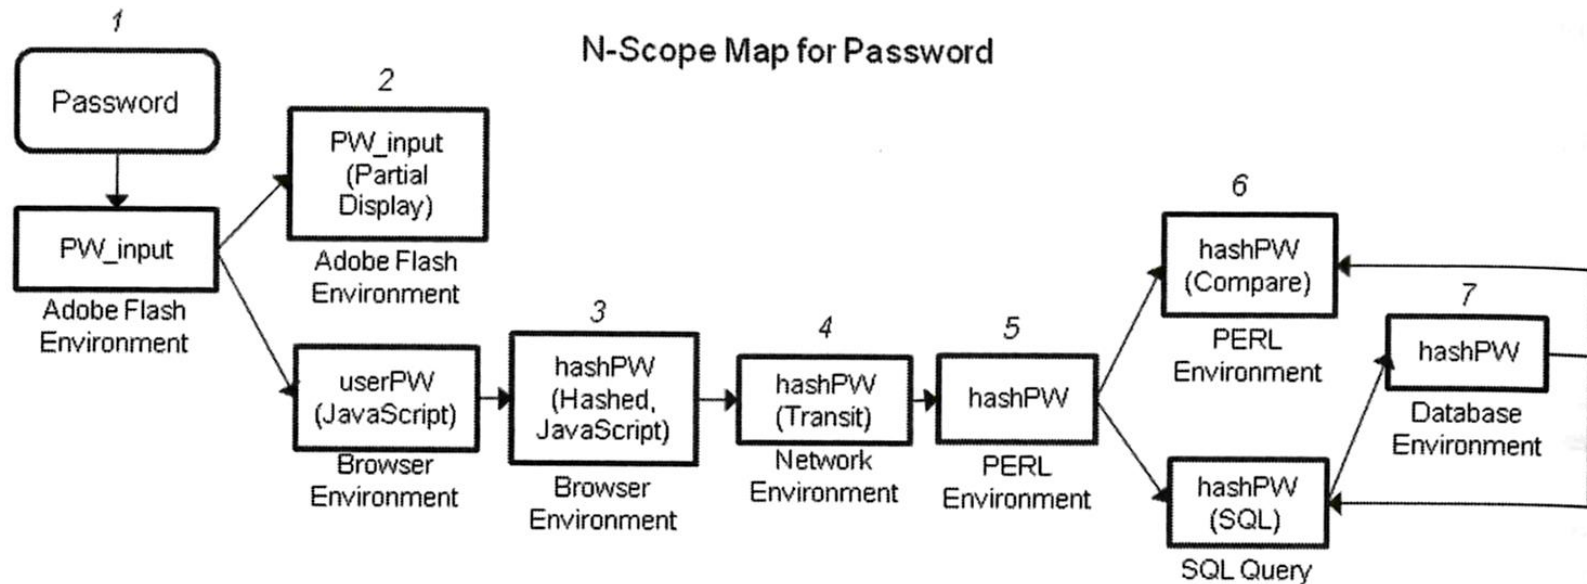 N-Scope Map for Password
1
Password
PW_input
Adobe Flash
Environment
2
PW_input
(Partial
Display)
Adobe Flash
Environment
userPW
(JavaScript)
Browser
Environment
3
hashPW
(Hashed,
JavaScript)
Browser
Environment
4
hashPW
(Transit)
Network
Environment
5
hashPW
PERL
Environment
6
hashPW
(Compare)
PERL
Environment
7
hashPW
Database
Environment
hashPW
(SQL)
SQL Query